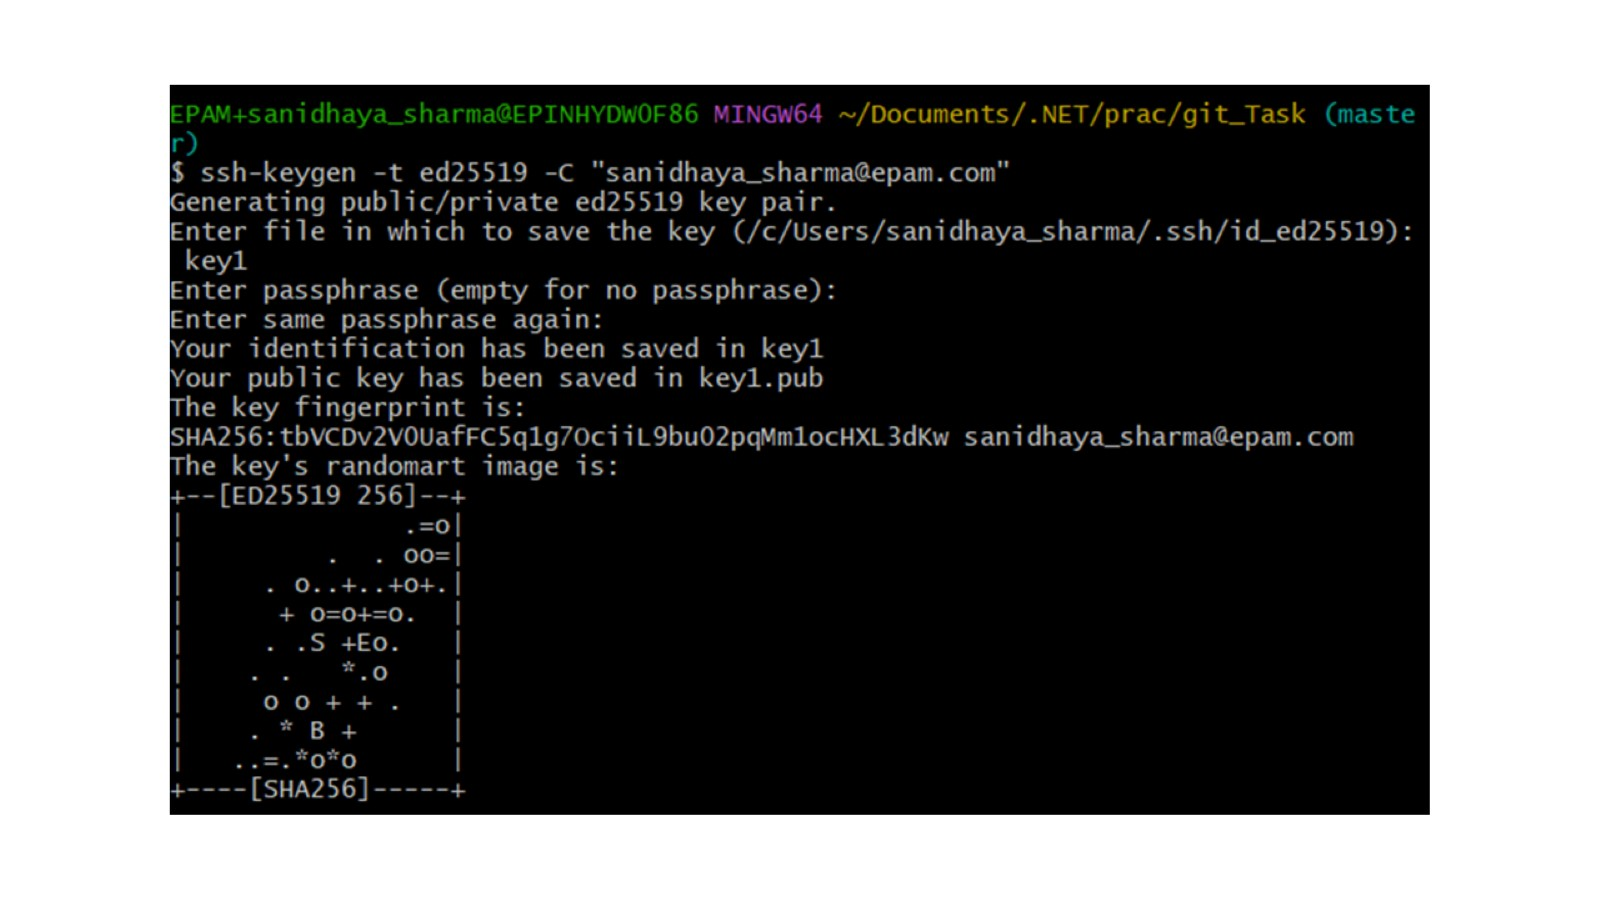 EPAM+sanidhaya_sharma@EPINHYDW0F86 MINGW64 ~/Documents/.NET/prac/git_Task (maste
r)
$ ssh-keygen -t ed25519 -C "sanidhaya_sharma@epam.com"
Generating public/private ed25519 key pair.
Enter file in which to save the key (/c/Users/sanidhaya_sharma/.ssh/id_ed25519):
 key1
Enter passphrase (empty for no passphrase):
Enter same passphrase again:
Your identification has been saved in key1
Your public key has been saved in key1.pub
The key fingerprint is:
SHA256:tbVCDv2V0UafFC5q1g7OciiL9bu02pqMm1ocHXL3dKw sanidhaya_sharma@epam.com
The key's randomart image is:
+--[ED25519 256]--+
|              .=o|
|         .  . oo=|
|     . o..+..+o+.|
|      + o=o+=o.  |
|     . .S +Eo.   |
|    . .   *.o    |
|     o o + + .   |
|    . * B +      |
|   ..=.*o*o      |
+----[SHA256]-----+